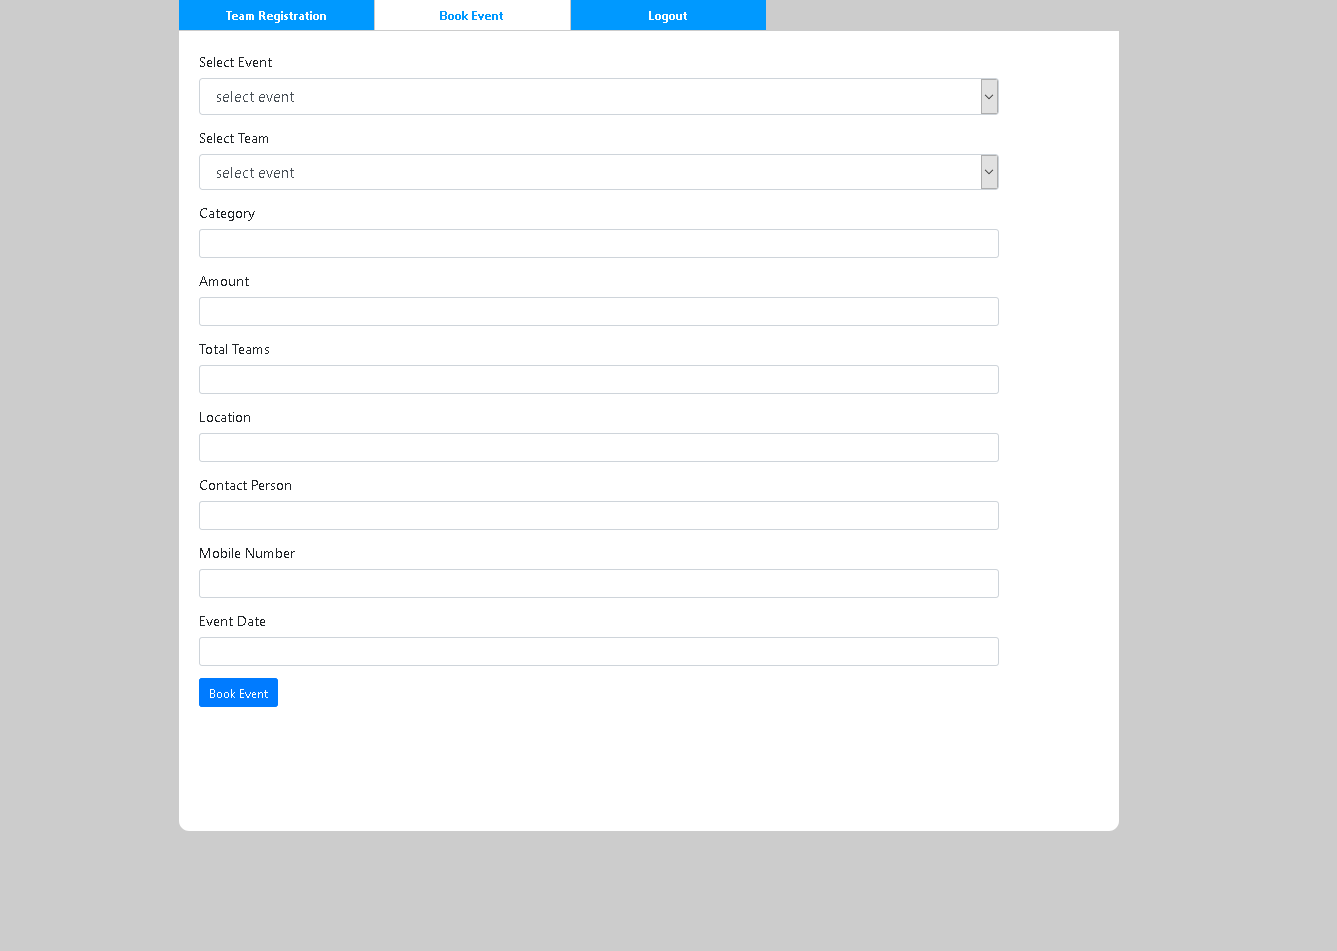 Team Registration Book Event Logout
Select Event
select event
Select Team
select event
Category
Amount
Total Teams
Location
Contact Person
Mobile Number
Event Date
Book Event